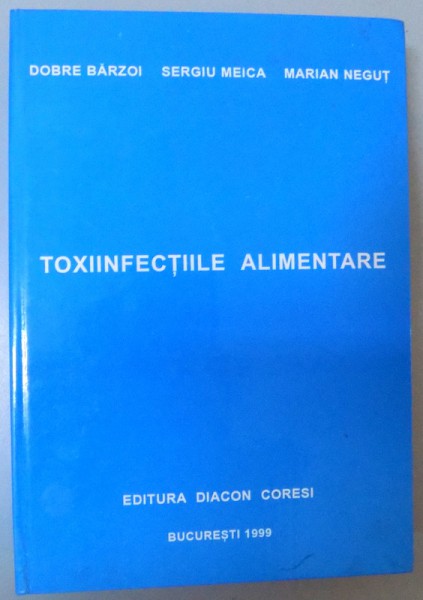 DOBRE BÂRZOI SERGIU MEICA MARIAN NEGUȚ
TOXIINFECȚIILE ALIMENTARE
EDITURA DIACON CORESI
BUCUREȘTI 1999